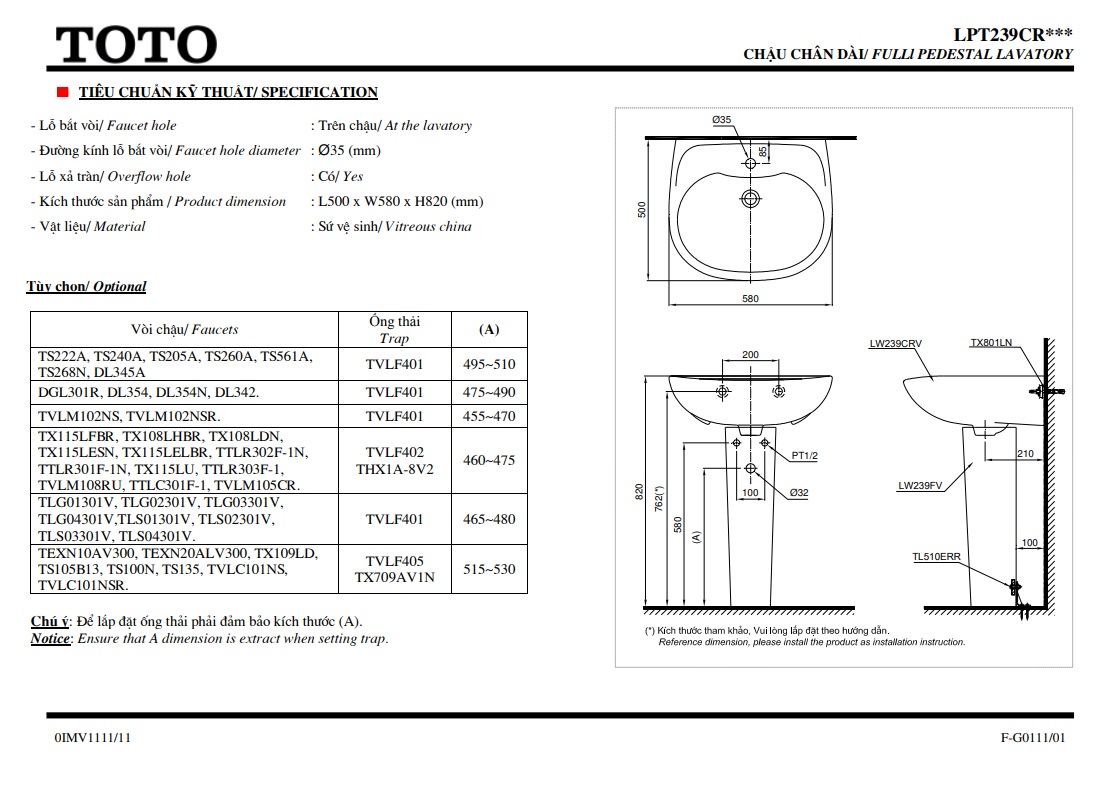 TOTO
LPT239CR***
CHẬU CHÂN DÀI/ FULLI PEDESTAL LAVATORY
TIÊU CHUẨN KỸ THUẬT/ SPECIFICATION
- Lỗ bắt vòi/ Faucet hole : Trên chậu/ At the lavatory
- Đường kính lỗ bắt vòi/ Faucet hole diameter : Ø35 (mm)
- Lỗ xả tràn/ Overflow hole : Có/ Yes
- Kích thước sản phẩm / Product dimension : L500 x W580 x H820 (mm)
- Vật liệu/ Material : Sứ vệ sinh/ Vitreous china
Tùy chọn/ Optional
Vòi chậu/ Faucets
Ống thải
Trap
(A)
TS222A, TS240A, TS205A, TS260A, TS561A,
TS268N, DL345A
TVLF401
495~510
DGL301R, DL354, DL354N, DL342.
TVLF401
475~490
TVLM102NS, TVLM102NSR.
TVLF401
455~470
TX115LFBR, TX108LHBR, TX108LDN,
TX115LESN, TX115LELBR, TTLR302F-1N,
TTLR301F-1N, TX115LU, TTLR303F-1,
TVLM108RU, TTLC301F-1, TVLM105CR.
TVLF402
THX1A-8V2
460~475
TLG01301V, TLG02301V, TLG03301V,
TLG04301V,TLS01301V, TLS02301V,
TLS03301V, TLS04301V.
TVLF401
465~480
TEXN10AV300, TEXN20ALV300, TX109LD,
TS105B13, TS100N, TS135, TVLC101NS,
TVLC101NSR.
TVLF405
TX709AV1N
515~530
Chú ý: Để lắp đặt ống thải phải đảm bảo kích thước (A).
Notice: Ensure that A dimension is extract when setting trap.
Ø35
85
500
580
200
LW239CRV
TX801LN
PT1/2
210
820
762(*)
580
(A)
100
Ø32
LW239FV
100
TL510ERR
(*) Kích thước tham khảo, Vui lòng lắp đặt theo hướng dẫn.
Reference dimension, please install the product as installation instruction.
0IMV1111/11
F-G0111/01